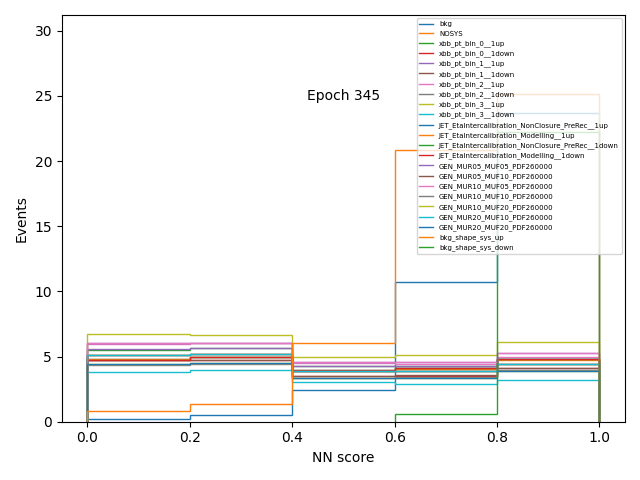 bkg
NOSYS
xbb_pt_bin_0__1up
xbb_pt_bin_0__1down
xbb_pt_bin_1__1up
xbb_pt_bin_1__1down
xbb_pt_bin_2__1up
xbb_pt_bin_2__1down
xbb_pt_bin_3__1up
xbb_pt_bin_3__1down
JET_EtaIntercalibration_NonClosure_PreRec__1up
JET_EtaIntercalibration_Modelling__1up
JET_EtaIntercalibration_NonClosure_PreRec__1down
JET_EtaIntercalibration_Modelling__1down
GEN_MUR05_MUF05_PDF260000
GEN_MUR05_MUF10_PDF260000
GEN_MUR10_MUF05_PDF260000
GEN_MUR10_MUF10_PDF260000
GEN_MUR10_MUF20_PDF260000
GEN_MUR20_MUF10_PDF260000
GEN_MUR20_MUF20_PDF260000
bkg_shape_sys_up
bkg_shape_sys_down
Epoch 345
Events
30
25
20
15
10
5
0
0.0 0.2 0.4 0.6 0.8 1.0
NN score